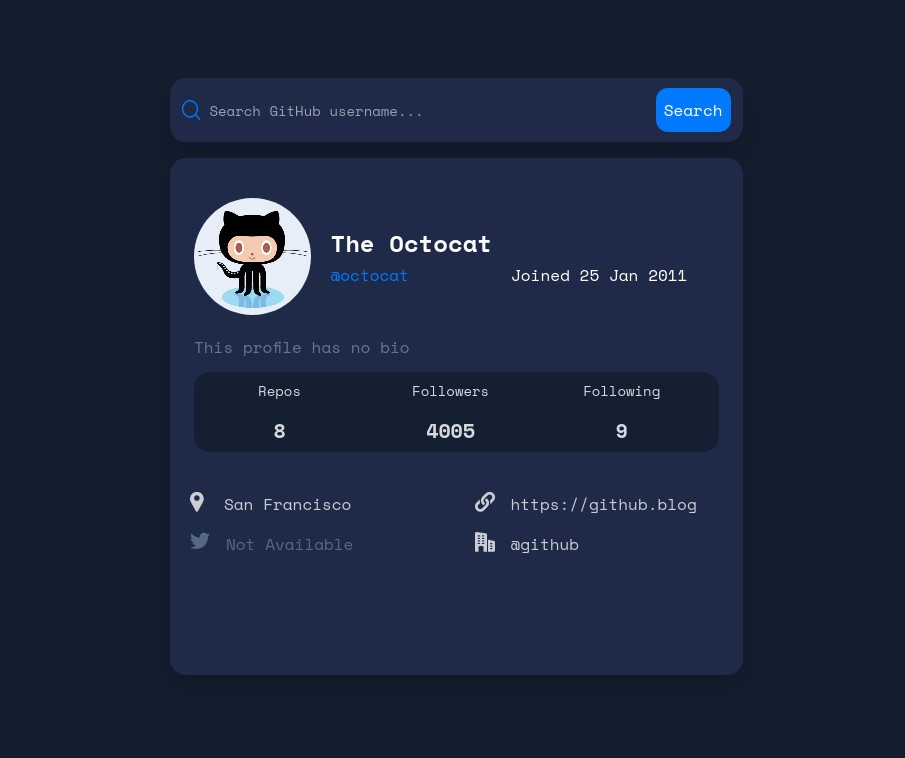 Search GitHub username...
Search
The Octocat
@octocat
Joined 25 Jan 2011
This profile has no bio
Repos
Followers
Following
8
4005
9
San Francisco
https://github.blog
Not Available
@github